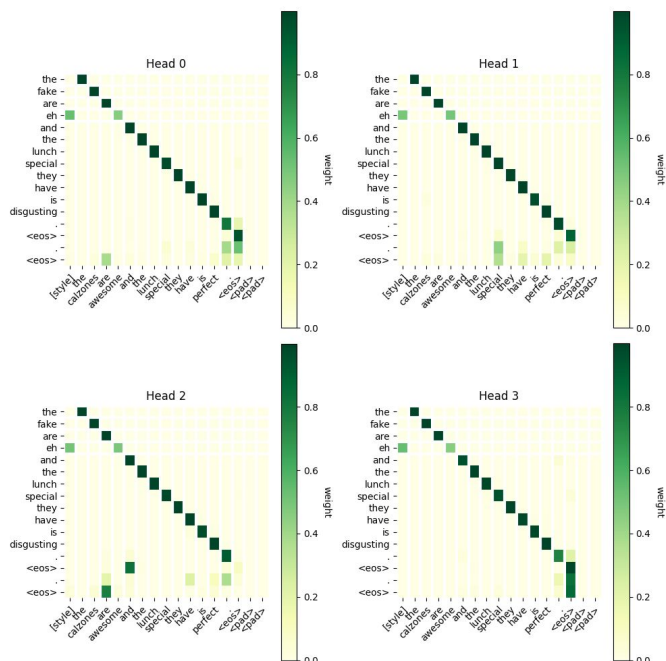 Head 0
the
fake
are
eh
and
the
lunch
special
they
have
is
disgusting
.
<eos>
.
<eos>
[style]
the
calzones
are
awesome
and
the
lunch
special
they
have
is
perfect
.
<eos>
<pad>
<pad>
0.8
0.6
0.4
0.2
0.0
weight
Head 1
the
fake
are
eh
and
the
lunch
special
they
have
is
disgusting
.
<eos>
.
<eos>
[style]
the
calzones
are
awesome
and
the
lunch
special
they
have
is
perfect
.
<eos>
<pad>
<pad>
0.8
0.6
0.4
0.2
0.0
weight
Head 2
the
fake
are
eh
and
the
lunch
special
they
have
is
disgusting
.
<eos>
.
<eos>
[style]
the
calzones
are
awesome
and
the
lunch
special
they
have
is
perfect
.
<eos>
<pad>
<pad>
0.8
0.6
0.4
0.2
0.0
weight
Head 3
the
fake
are
eh
and
the
lunch
special
they
have
is
disgusting
.
<eos>
.
<eos>
[style]
the
calzones
are
awesome
and
the
lunch
special
they
have
is
perfect
.
<eos>
<pad>
<pad>
0.8
0.6
0.4
0.2
0.0
weight